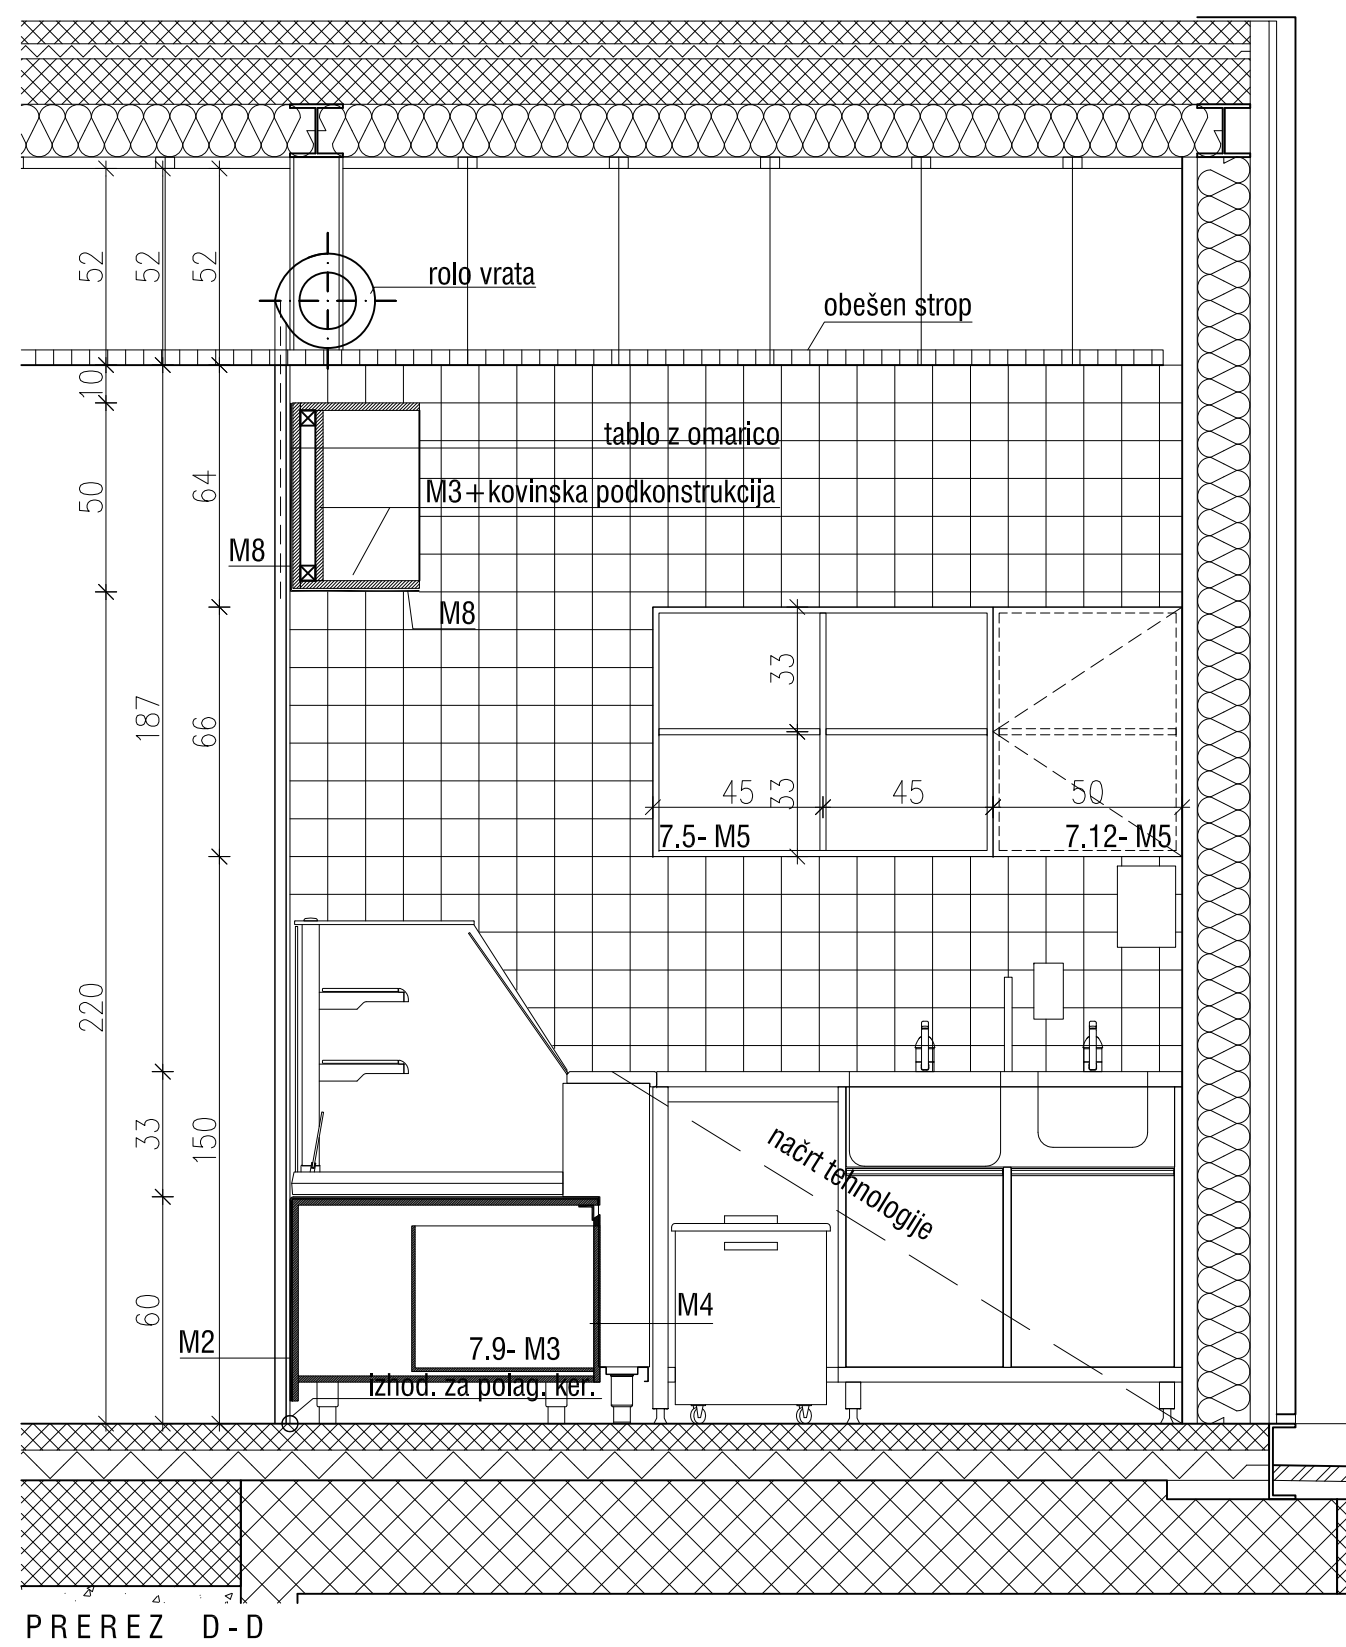 52
52
52
rolo vrata
obešen strop
10
tablo z omarico
50
64
M3+kovinska podkonstrukcija
M8
M8
187
66
33
45
33
45
50
7.5- M5
7.12- M5
220
33
150
načrt tehnologije
60
M4
M2
7.9- M3
izhod. za polag. ker.
PREREZ D-D